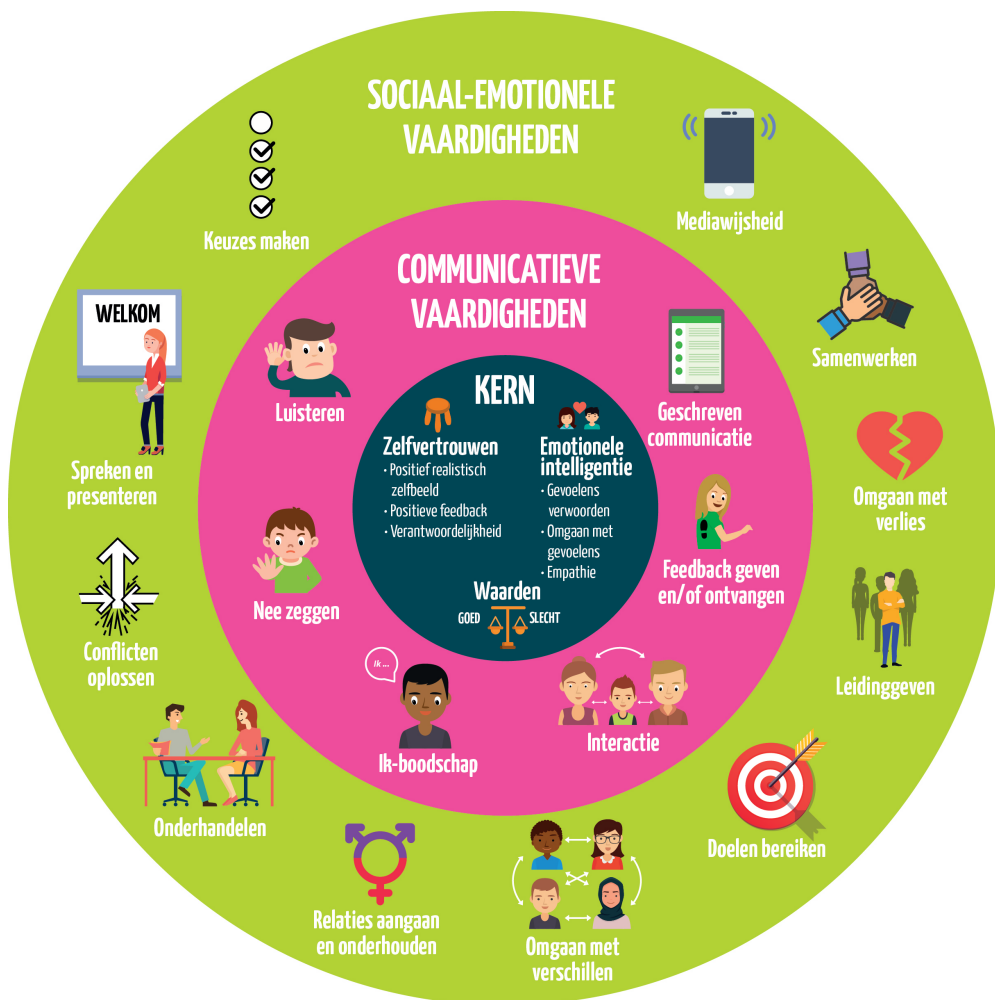 SOCIAAL-EMOTIONELE
VAARDIGHEDEN
Keuzes maken
Mediawijsheid
Samenwerken
Omgaan met
verlies
Leidinggeven
Doelen bereiken
Omgaan met
verschillen
Relaties aangaan
en onderhouden
Onderhandelen
Conflicten
oplossen
WELKOM
Spreken en
presenteren
COMMUNICATIEVE
VAARDIGHEDEN
Luisteren
Geschreven
communicatie
Feedback geven
en/of ontvangen
Interactie
Ik ...
Ik-boodschap
Nee zeggen
KERN
Zelfvertrouwen
• Positief realistisch
zelfbeeld
• Positieve feedback
• Verantwoordelijkheid
Emotionele
intelligentie
• Gevoelens
verwoorden
• Omgaan met
gevoelens
• Empathie
Waarden
GOED SLECHT